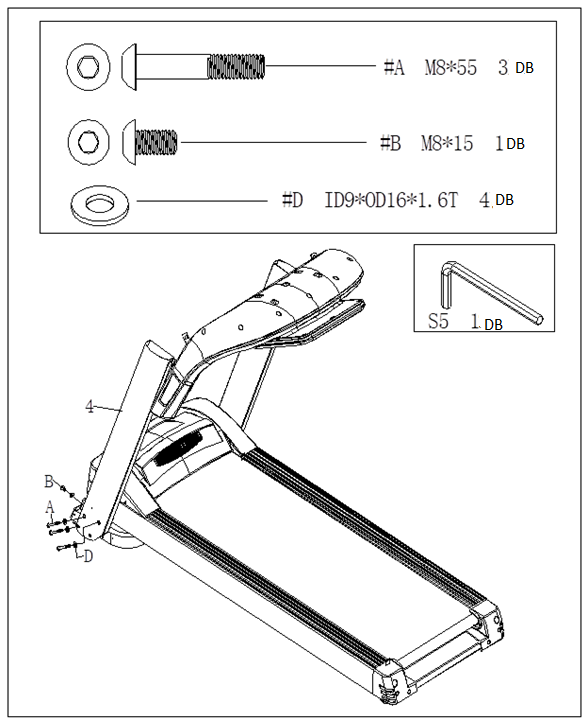 #A M8*55 3 DB
#B M8*15 1 DB
#D ID9*OD16*1.6T 4 DB
S5 1 DB
4
B
A
D